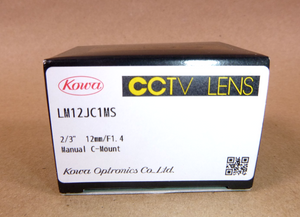 Kowa
CCTV LENS
LM12JC1MS
2/3" 12mm/F1.4
Manual C-Mount
Kowa Optronics Co.,Ltd.